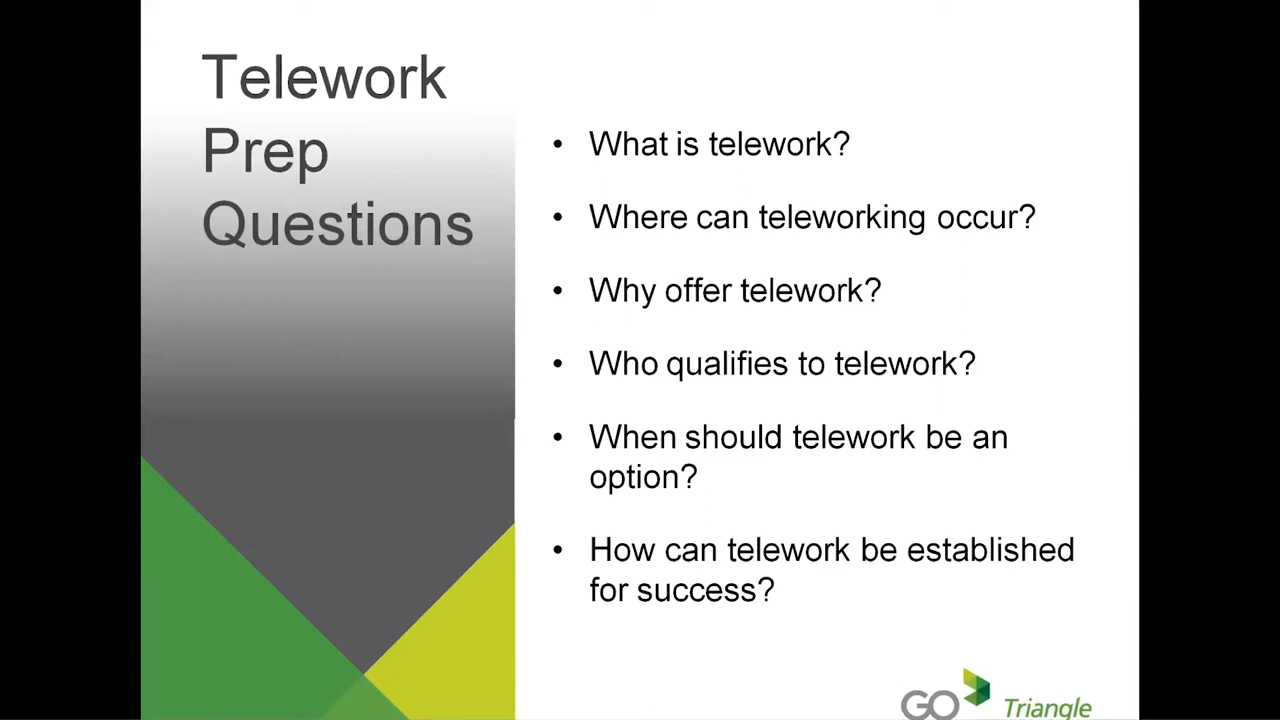 Telework
Prep
Questions
• What is telework?
• Where can teleworking occur?
• Why offer telework?
• Who qualifies to telework?
• When should telework be an
option?
• How can telework be established
for success?
GO Triangle